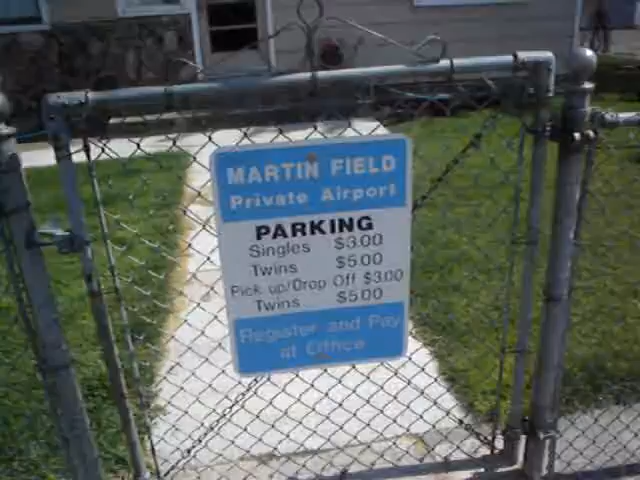 MARTIN FIELD
Private Airport
PARKING
Singles $3.00
Twins $5.00
Pick up/Drop Off $3.00
Twins $5.00
Register and Pay
at Office